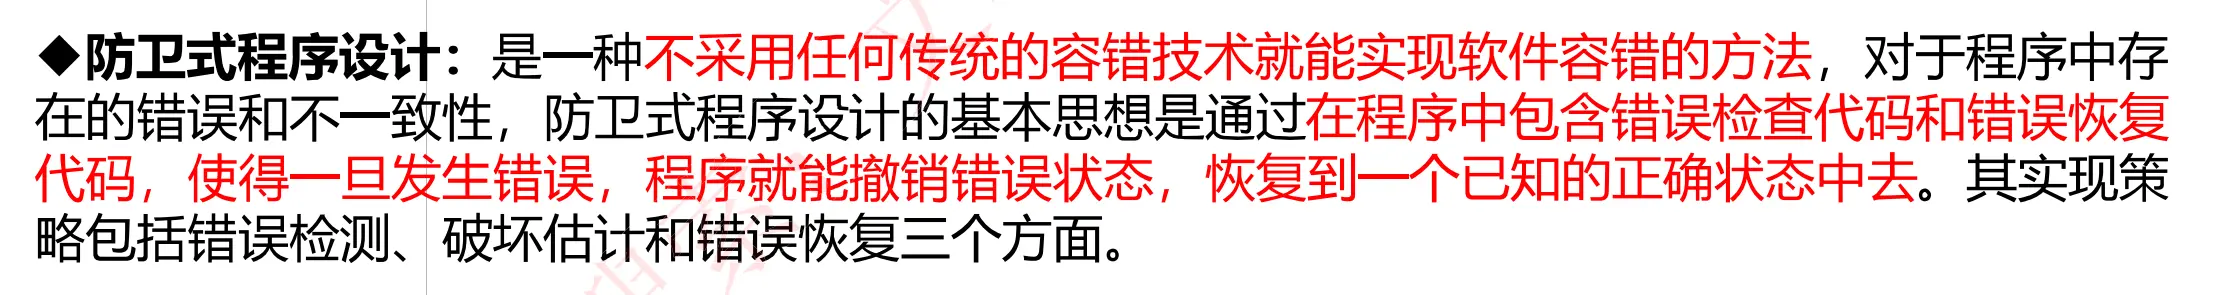 ◆防卫式程序设计：是一种不采用任何传统的容错技术就能实现软件容错的方法，对于程序中存
在的错误和不一致性，防卫式程序设计的基本思想是通过在程序中包含错误检查代码和错误恢复
代码，使得一旦发生错误，程序就能撤销错误状态，恢复到一个已知的正确状态中去。其实现策
略包括错误检测、破坏估计和错误恢复三个方面。